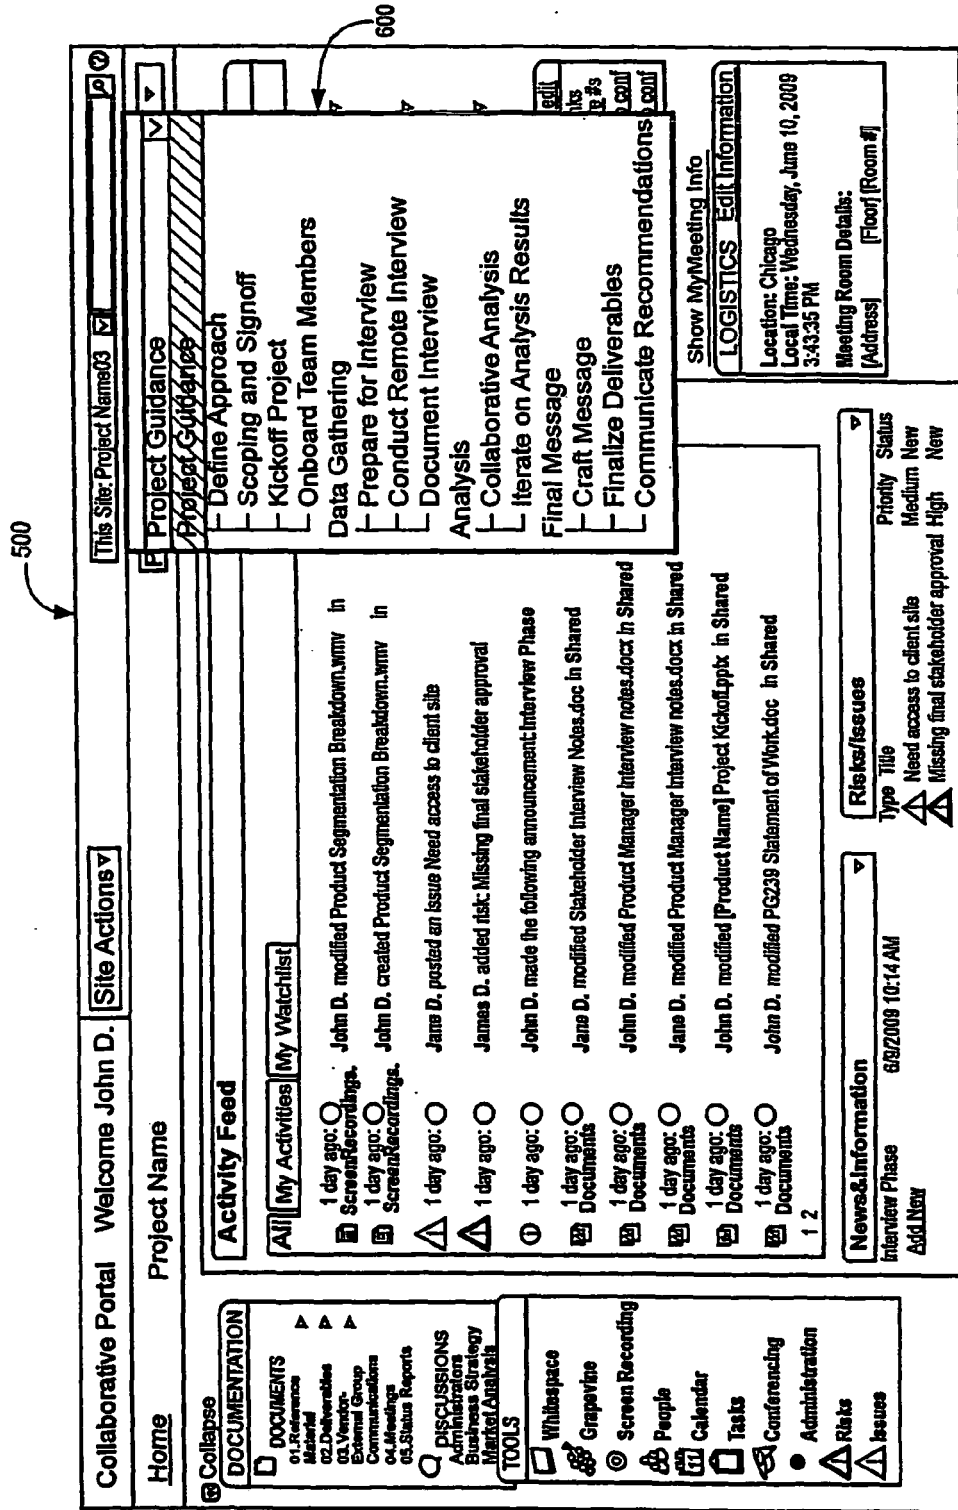 500
Collaborative Portal Welcome John D. Site Actions
This Site: Project Name03
Home Project Name
600
Project Guidance
Project Guidance
Define Approach
Scoping and Signoff
Kickoff Project
Onboard Team Members
Data Gathering
Prepare for Interview
Conduct Remote Interview
Document Interview
Analysis
Collaborative Analysis
Iterate on Analysis Results
Final Message
Craft Message
Finalize Deliverables
Communicate Recommendations
Collapse
DOCUMENTATION
DOCUMENTS
01.Reference
Material
02.Deliverables
03.Vendor-
External Group
Communications
04.Meetings
05.Status Reports
DISCUSSIONS
Administrators
Business Strategy
Market Analysis
TOOLS
Whitespace
Grapevine
Screen Recording
People
Calendar
Tasks
Conferencing
Administration
Risks
Issues
Activity Feed
All My Activities My Watchlist
1 day ago: John D. modified Product Segmentation Breakdown.wmv in
ScreenRecordings.
1 day ago: John D. created Product Segmentation Breakdown.wmv in
ScreenRecordings.
1 day ago: Jane D. posted an issue Need access to client site
1 day ago: James D. added risk: Missing final stakeholder approval
1 day ago: John D. made the following announcement Interview Phase
1 day ago: Jane D. modified Stakeholder Interview Notes.doc in Shared
Documents
1 day ago: John D. modified Product Manager Interview notes.docx in Shared
Documents
1 day ago: Jane D. modified Product Manager Interview notes.docx in Shared
Documents
1 day ago: John D. modified [Product Name] Project Kickoff.pptx in Shared
Documents
1 day ago: John D. modified PG239 Statement of Work.doc in Shared
Documents
1 2
News&Information
Interview Phase 6/9/2009 10:14 AM
Add New
Risks/Issues
Type Title Priority Status
Need access to client site Medium New
Missing final stakeholder approval High New
edit
#s
conf
conf
Show MyMeeting Info
LOGISTICS Edit Information
Location: Chicago
Local Time: Wednesday, June 10, 2009
3:43:35 PM
Meeting Room Details:
[Address] [Floor] [Room #]